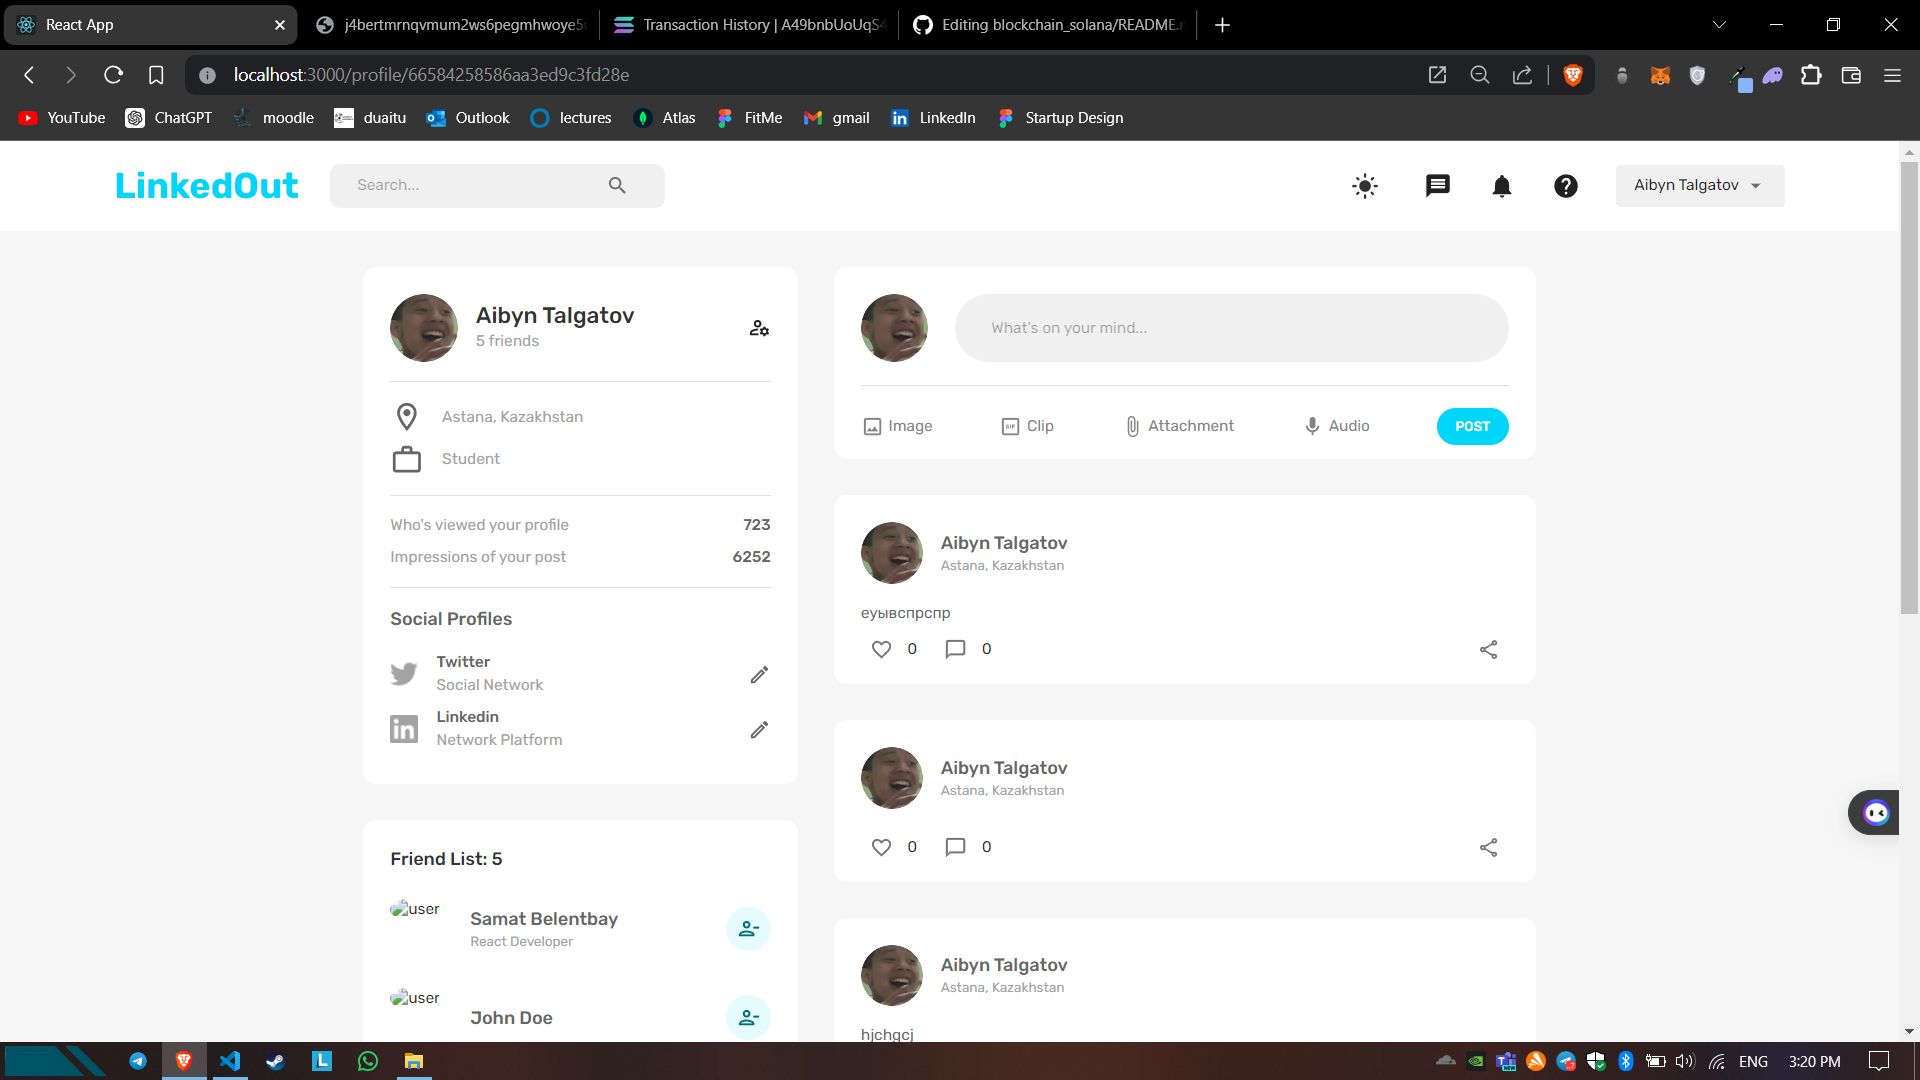 React App
j4bertmrnqvmum2ws6pegmhwoye5
Transaction History | A49bnbUoUqS4
Editing blockchain_solana/README.m
localhost:3000/profile/66584258586aa3ed9c3fd28e
YouTube
ChatGPT
moodle
duaitu
Outlook
lectures
Atlas
FitMe
gmail
LinkedIn
Startup Design
LinkedOut
Search...
Aibyn Talgatov
Aibyn Talgatov
5 friends
Astana, Kazakhstan
Student
Who's viewed your profile 723
Impressions of your post 6252
Social Profiles
Twitter
Social Network
Linkedin
Network Platform
Friend List: 5
user
Samat Belentbay
React Developer
user
John Doe
What's on your mind...
Image
GIF
Clip
Attachment
Audio
POST
Aibyn Talgatov
Astana, Kazakhstan
еуывспрспр
0 0
Aibyn Talgatov
Astana, Kazakhstan
0 0
Aibyn Talgatov
Astana, Kazakhstan
hjchgcj
ENG
3:20 PM